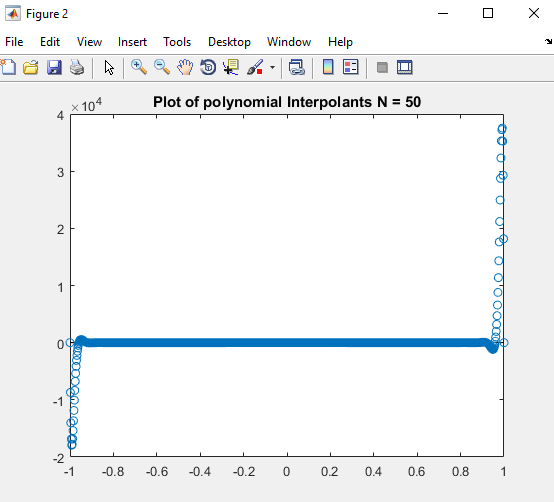 Figure 2
File Edit View Insert Tools Desktop Window Help
×10⁴
Plot of polynomial Interpolants N = 50
4
3
2
1
0
-1
-2
-1 -0.8 -0.6 -0.4 -0.2 0 0.2 0.4 0.6 0.8 1